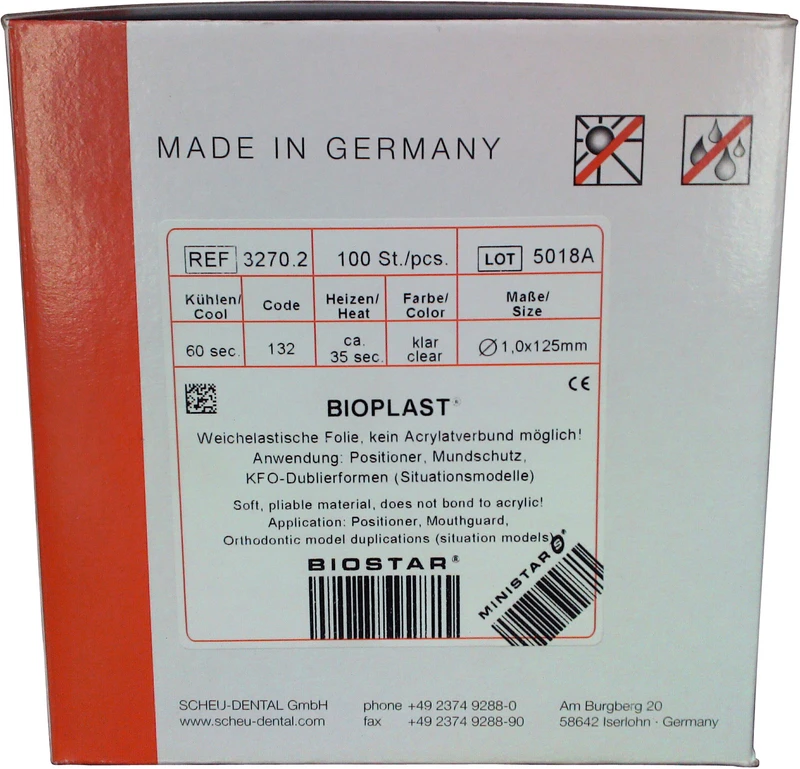 MADE IN GERMANY
REF 3270.2 100 St./pcs. LOT 5018A
Kühlen/ Cool Code Heizen/ Heat Farbe/ Color Maße/ Size
60 sec. 132 ca. 35 sec. klar clear ∅1,0x125mm
CE
BIOPLAST®
Weichelastische Folie, kein Acrylatverbund möglich!
Anwendung: Positioner, Mundschutz,
KFO-Dublierformen (Situationsmodelle)
Soft, pliable material, does not bond to acrylic!
Application: Positioner, Mouthguard,
Orthodontic model duplications (situation models)
BIOSTAR®
MINISTAR S®
SCHEU-DENTAL GmbH phone +49 2374 9288-0 Am Burgberg 20
www.scheu-dental.com fax +49 2374 9288-90 58642 Iserlohn · Germany